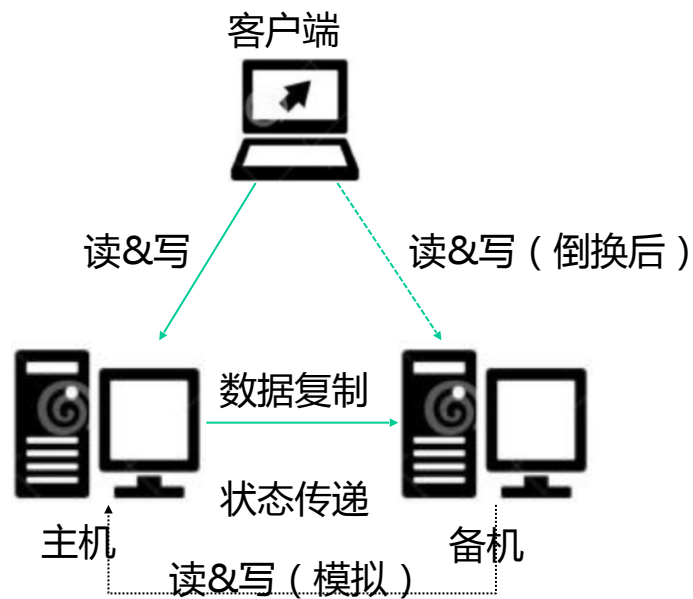 客户端
读&写
读&写（倒换后）
数据复制
状态传递
主机
备机
读&写（模拟）